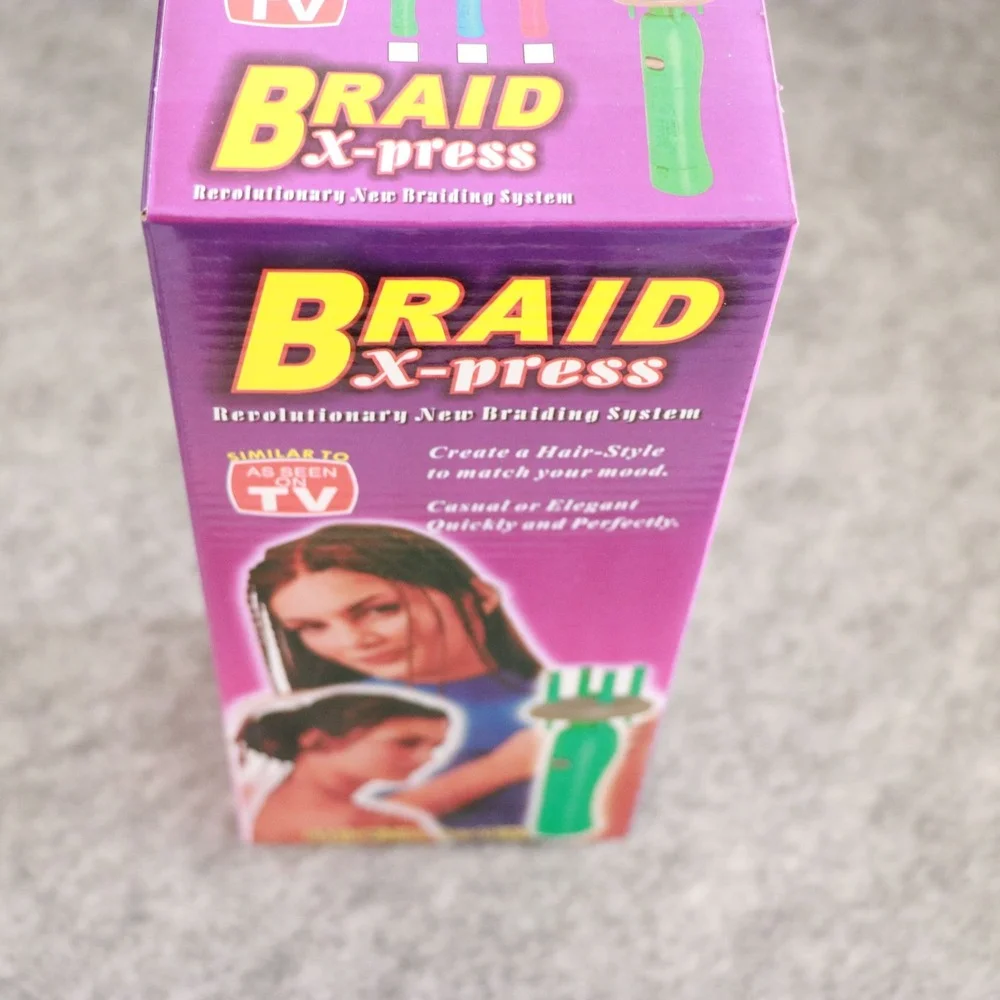 TV
BRAID
x-press
Revolutionary New Braiding System
BRAID
x-press
Revolutionary New Braiding System
SIMILAR TO
AS SEEN
ON
TV
Create a Hair-Style
to match your mood.
Casual or Elegant
Quickly and Perfectly.